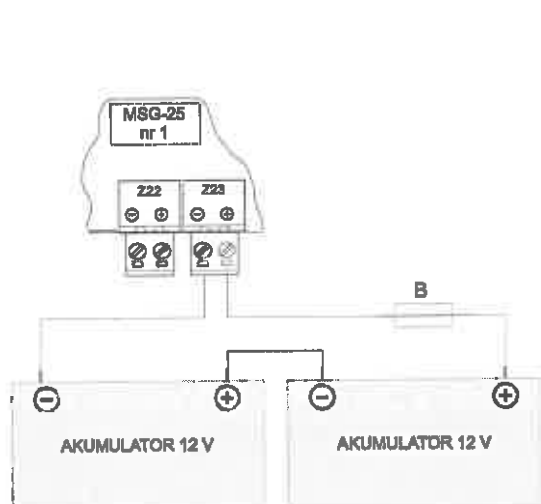 MSG-25
nr 1
Z22 Z23
⊖ ⊕ ⊖ ⊕
B
⊖ ⊕ ⊖ ⊕
AKUMULATOR 12 V AKUMULATOR 12 V